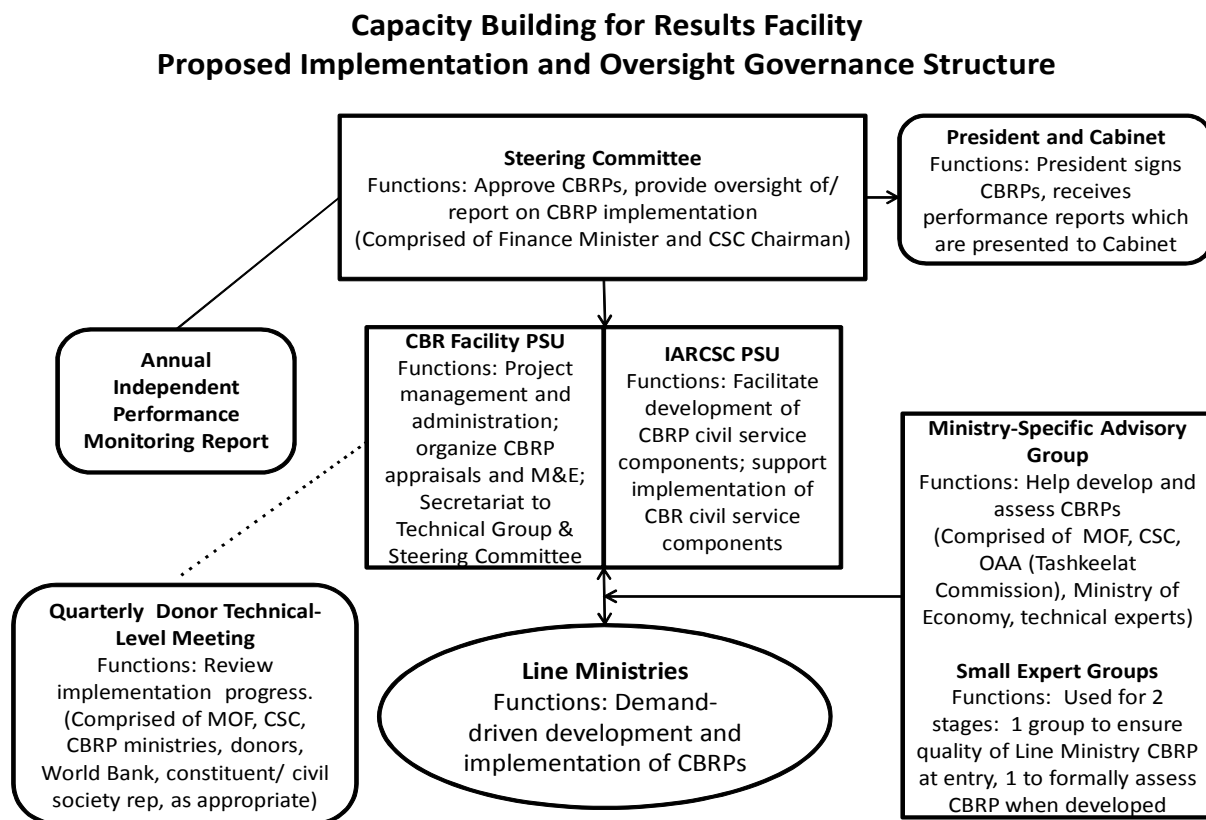 Capacity Building for Results Facility
Proposed Implementation and Oversight Governance Structure
Steering Committee
Functions: Approve CBRPs, provide oversight of/
report on CBRP implementation
(Comprised of Finance Minister and CSC Chairman)
President and Cabinet
Functions: President signs
CBRPs, receives
performance reports which
are presented to Cabinet
Annual
Independent
Performance
Monitoring Report
CBR Facility PSU
Functions: Project
management and
administration;
organize CBRP
appraisals and M&E;
Secretariat to
Technical Group &
Steering Committee
IARCSC PSU
Functions: Facilitate
development of
CBRP civil service
components; support
implementation of
CBR civil service
components
Ministry-Specific Advisory
Group
Functions: Help develop and
assess CBRPs
(Comprised of MOF, CSC,
OAA (Tashkeelat
Commission), Ministry of
Economy, technical experts)
Small Expert Groups
Functions: Used for 2
stages: 1 group to ensure
quality of Line Ministry CBRP
at entry, 1 to formally assess
CBRP when developed
Quarterly Donor Technical-
Level Meeting
Functions: Review
implementation progress.
(Comprised of MOF, CSC,
CBRP ministries, donors,
World Bank, constituent/ civil
society rep, as appropriate)
Line Ministries
Functions: Demand-
driven development and
implementation of CBRPs